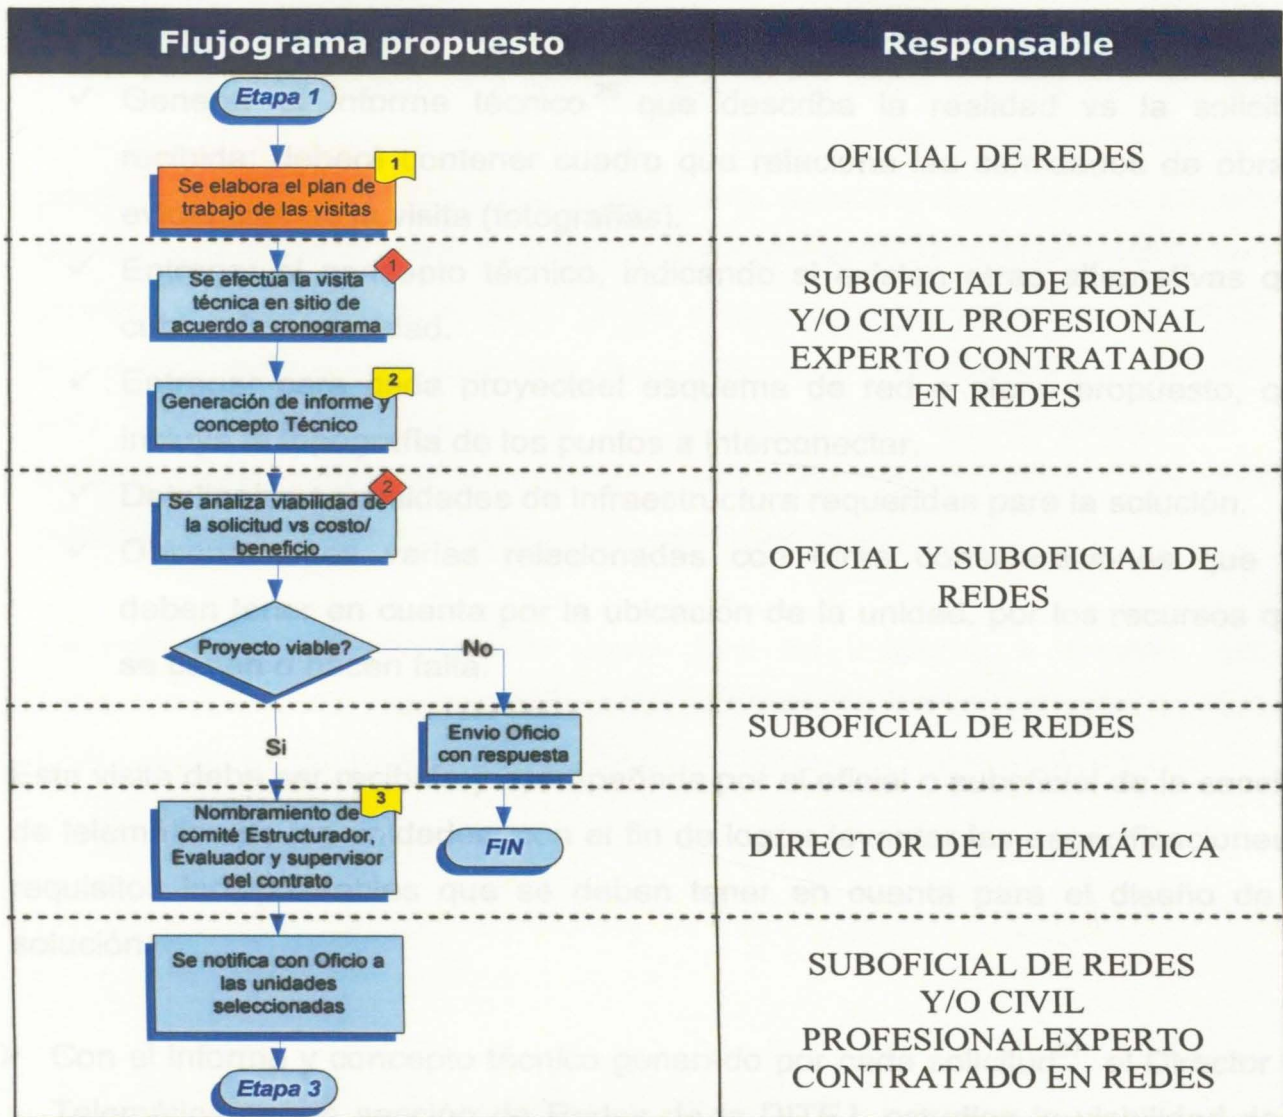 Flujograma propuesto
Responsable
Etapa 1
1
Se elabora el plan de
trabajo de las visitas
OFICIAL DE REDES
1
Se efectúa la visita
técnica en sitio de
acuerdo a cronograma
2
Generación de informe y
concepto Técnico
SUBOFICIAL DE REDES
Y/O CIVIL PROFESIONAL
EXPERTO CONTRATADO
EN REDES
2
Se analiza viabilidad de
la solicitud vs costo/
beneficio
Proyecto viable?
No
OFICIAL Y SUBOFICIAL DE
REDES
Si
Envio Oficio
con respuesta
SUBOFICIAL DE REDES
3
Nombramiento de
comité Estructurador,
Evaluador y supervisor
del contrato
FIN
DIRECTOR DE TELEMÁTICA
Se notifica con Oficio a
las unidades
seleccionadas
Etapa 3
SUBOFICIAL DE REDES
Y/O CIVIL
PROFESIONALEXPERTO
CONTRATADO EN REDES